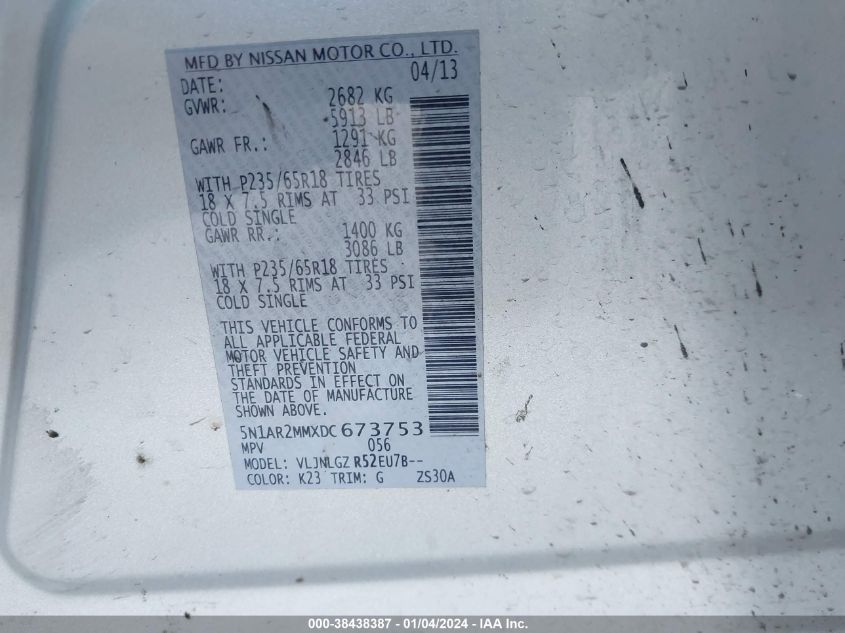 MFD BY NISSAN MOTOR CO., LTD.
DATE: 04/13
GVWR: 2682 KG
5913 LB
GAWR FR.: 1291 KG
2846 LB
WITH P235/65R18 TIRES
18 X 7.5 RIMS AT 33 PSI
COLD SINGLE
GAWR RR.: 1400 KG
3086 LB
WITH P235/65R18 TIRES
18 X 7.5 RIMS AT 33 PSI
COLD SINGLE
THIS VEHICLE CONFORMS TO
ALL APPLICABLE FEDERAL
MOTOR VEHICLE SAFETY AND
THEFT PREVENTION
STANDARDS IN EFFECT ON
THE DATE OF MANUFACTURE
SHOWN ABOVE.
5N1AR2MMXDC673753
MPV 056
MODEL: VLJNLGZ R52EU7B--
COLOR: K23 TRIM: G ZS30A
000-38438387 - 01/04/2024 - IAA Inc.